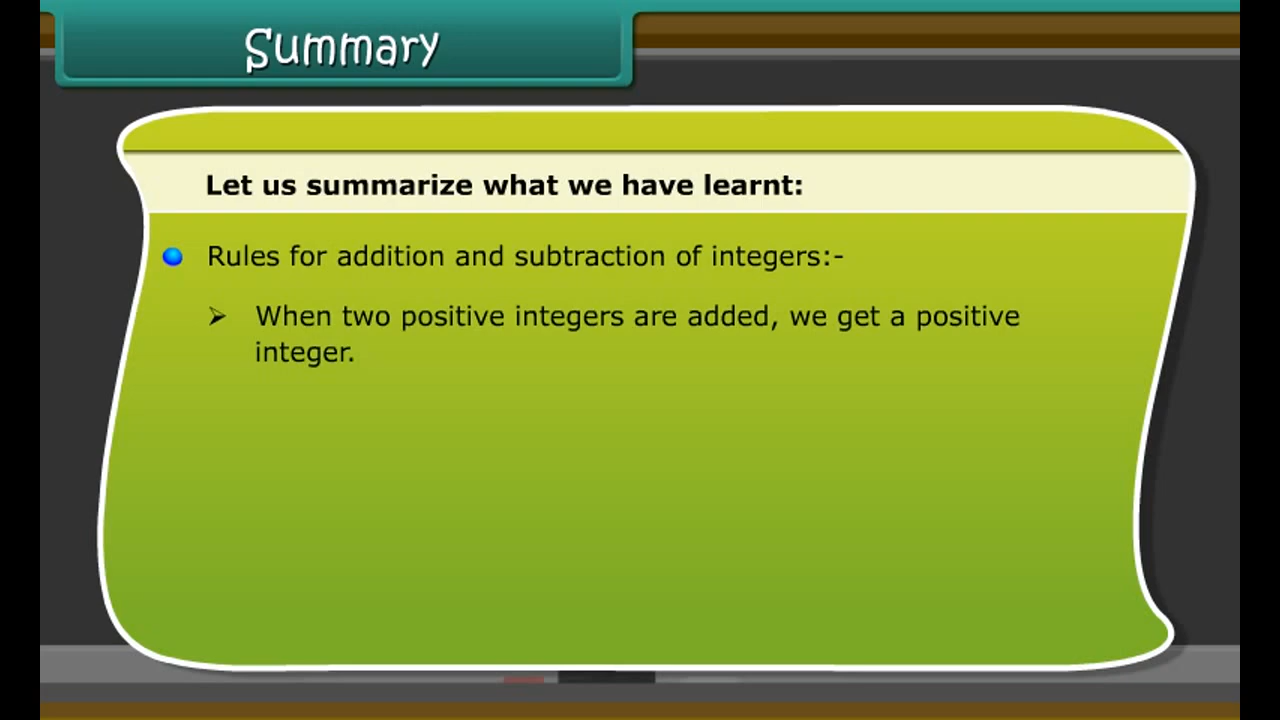 Summary
Let us summarize what we have learnt:
Rules for addition and subtraction of integers:-
When two positive integers are added, we get a positive
integer.